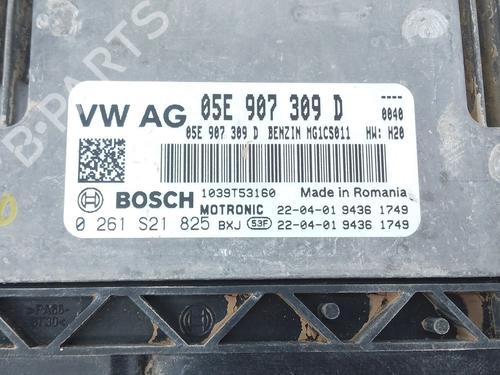 B-PARTS
VW AG 05E 907 309 D 0040
05E 907 309 D BENZIN MG1CS011 HW: H20
BOSCH 1039T53160 Made in Romania
MOTRONIC 22-04-01 9436 1749
0 261 S21 825 BXJ 53F 22-04-01 9436 1749
>PA66-